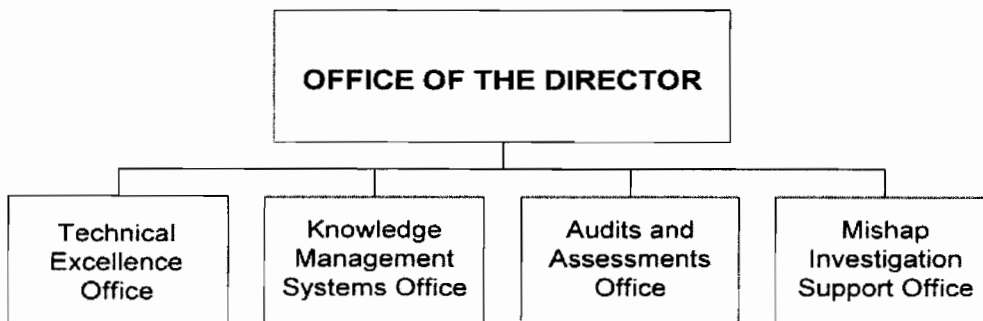 OFFICE OF THE DIRECTOR
Technical
Excellence
Office
Knowledge
Management
Systems Office
Audits and
Assessments
Office
Mishap
Investigation
Support Office